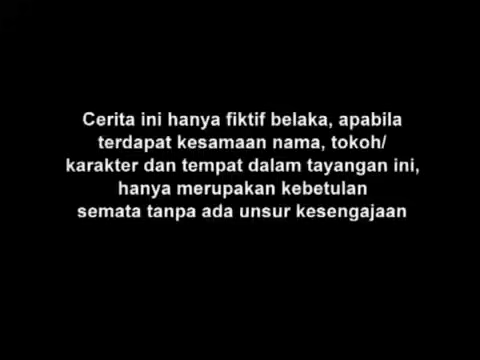 Cerita ini hanya fiktif belaka, apabila
terdapat kesamaan nama, tokoh/
karakter dan tempat dalam tayangan ini,
hanya merupakan kebetulan
semata tanpa ada unsur kesengajaan